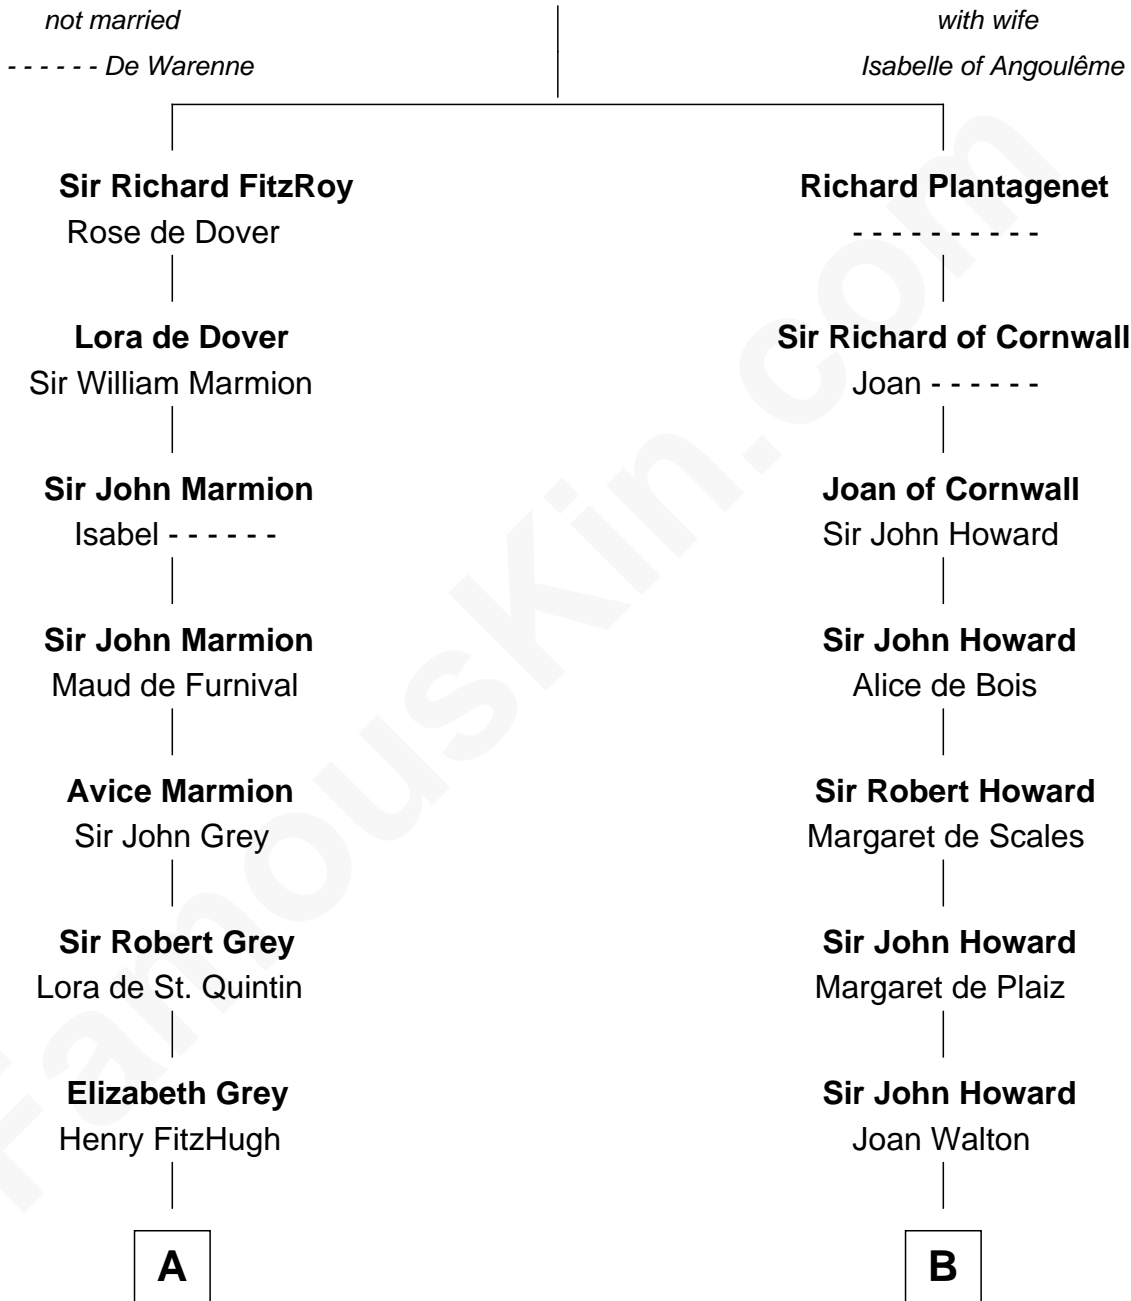 not married
with wife
- - - - - - De Warenne
Isabelle of Angoulême
Sir Richard FitzRoy
Richard Plantagenet
Rose de Dover
- - - - - - - - - -
Lora de Dover
Sir Richard of Cornwall
Sir William Marmion
Joan - - - - - -
Sir John Marmion
Joan of Cornwall
Isabel - - - - - -
Sir John Howard
Sir John Marmion
Sir John Howard
Maud de Furnival
Alice de Bois
Avice Marmion
Sir Robert Howard
Sir John Grey
Margaret de Scales
Sir Robert Grey
Sir John Howard
Lora de St. Quintin
Margaret de Plaiz
Elizabeth Grey
Sir John Howard
Henry FitzHugh
Joan Walton
A
B
FamousKin.com